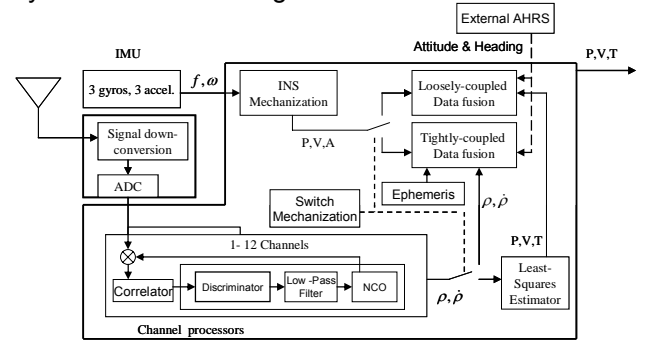 External AHRS
Attitude & Heading
P,V,T
IMU
3 gyros, 3 accel.
f, ω
INS
Mechanization
Loosely-coupled
Data fusion
Signal down-
conversion
P,V,A
Tightly-coupled
Data fusion
ADC
Switch
Mechanization
Ephemeris
ρ, ρ̇
1- 12 Channels
P,V,T
Correlator
Discriminator
Low -Pass
Filter
NCO
ρ, ρ̇
Least-
Squares
Estimator
Channel processors